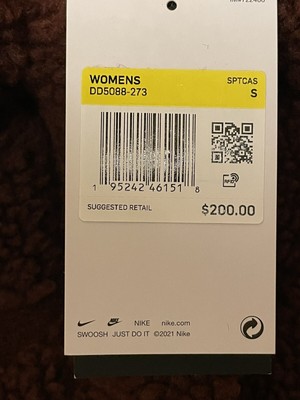 WOMENS SPTCAS
DD5088-273 S
1 95242 46151 8
RFID
SUGGESTED RETAIL $200.00
NIKE nike.com
SWOOSH JUST DO IT ©2021 Nike